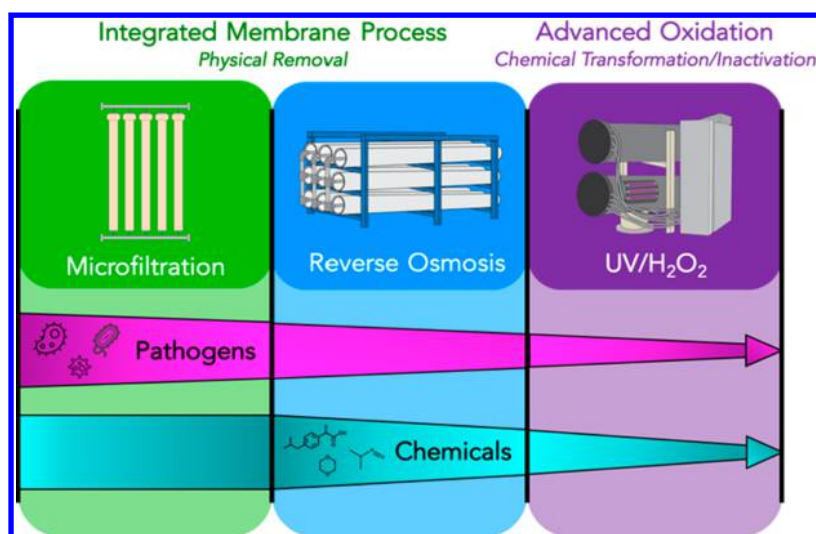 Integrated Membrane Process
Physical Removal
Advanced Oxidation
Chemical Transformation/Inactivation
Microfiltration
Reverse Osmosis
UV/H₂O₂
Pathogens
Chemicals